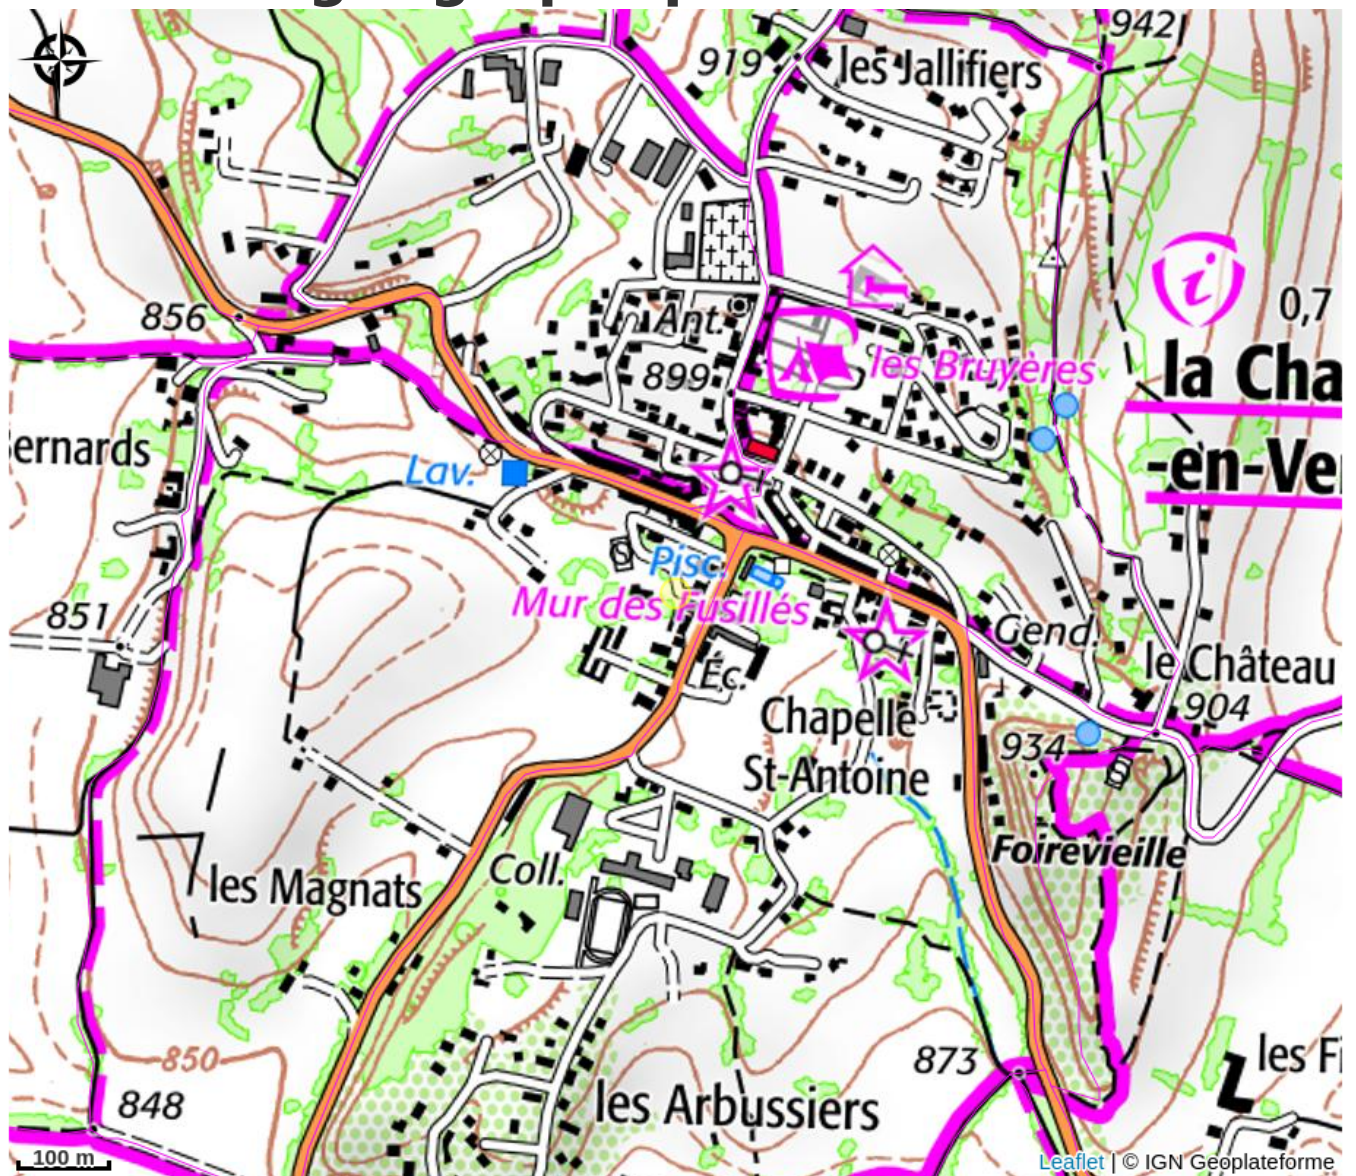 942
919
les Jallifiers
i
0,7
856
Ant.
899
les Bruyères
la Cha
ernards
Lav.
-en-Ve
Pisc.
Mur des Fusillés
851
Gend.
Éc.
le Château
904
Chapelle
St-Antoine
934
Foirevieille
Coll.
les Magnats
850
873
les Fi
848
les Arbussiers
100 m
Leaflet | © IGN Geoplateforme